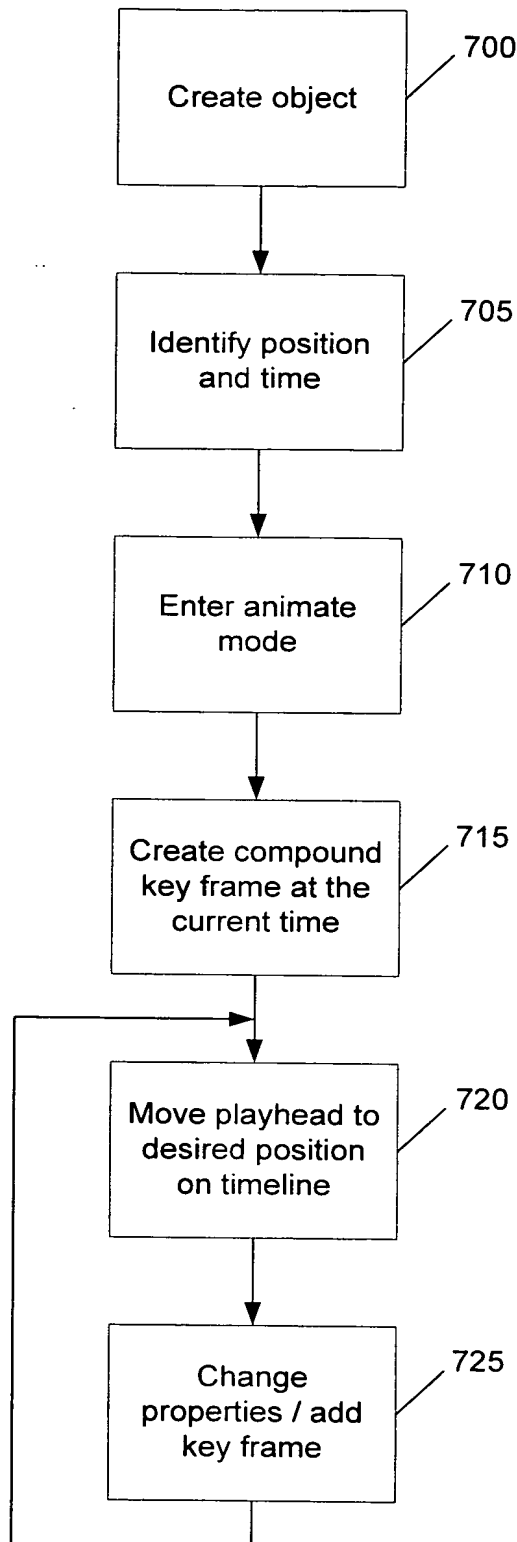 700
Create object
705
Identify position
and time
710
Enter animate
mode
715
Create compound
key frame at the
current time
720
Move playhead to
desired position
on timeline
725
Change
properties / add
key frame